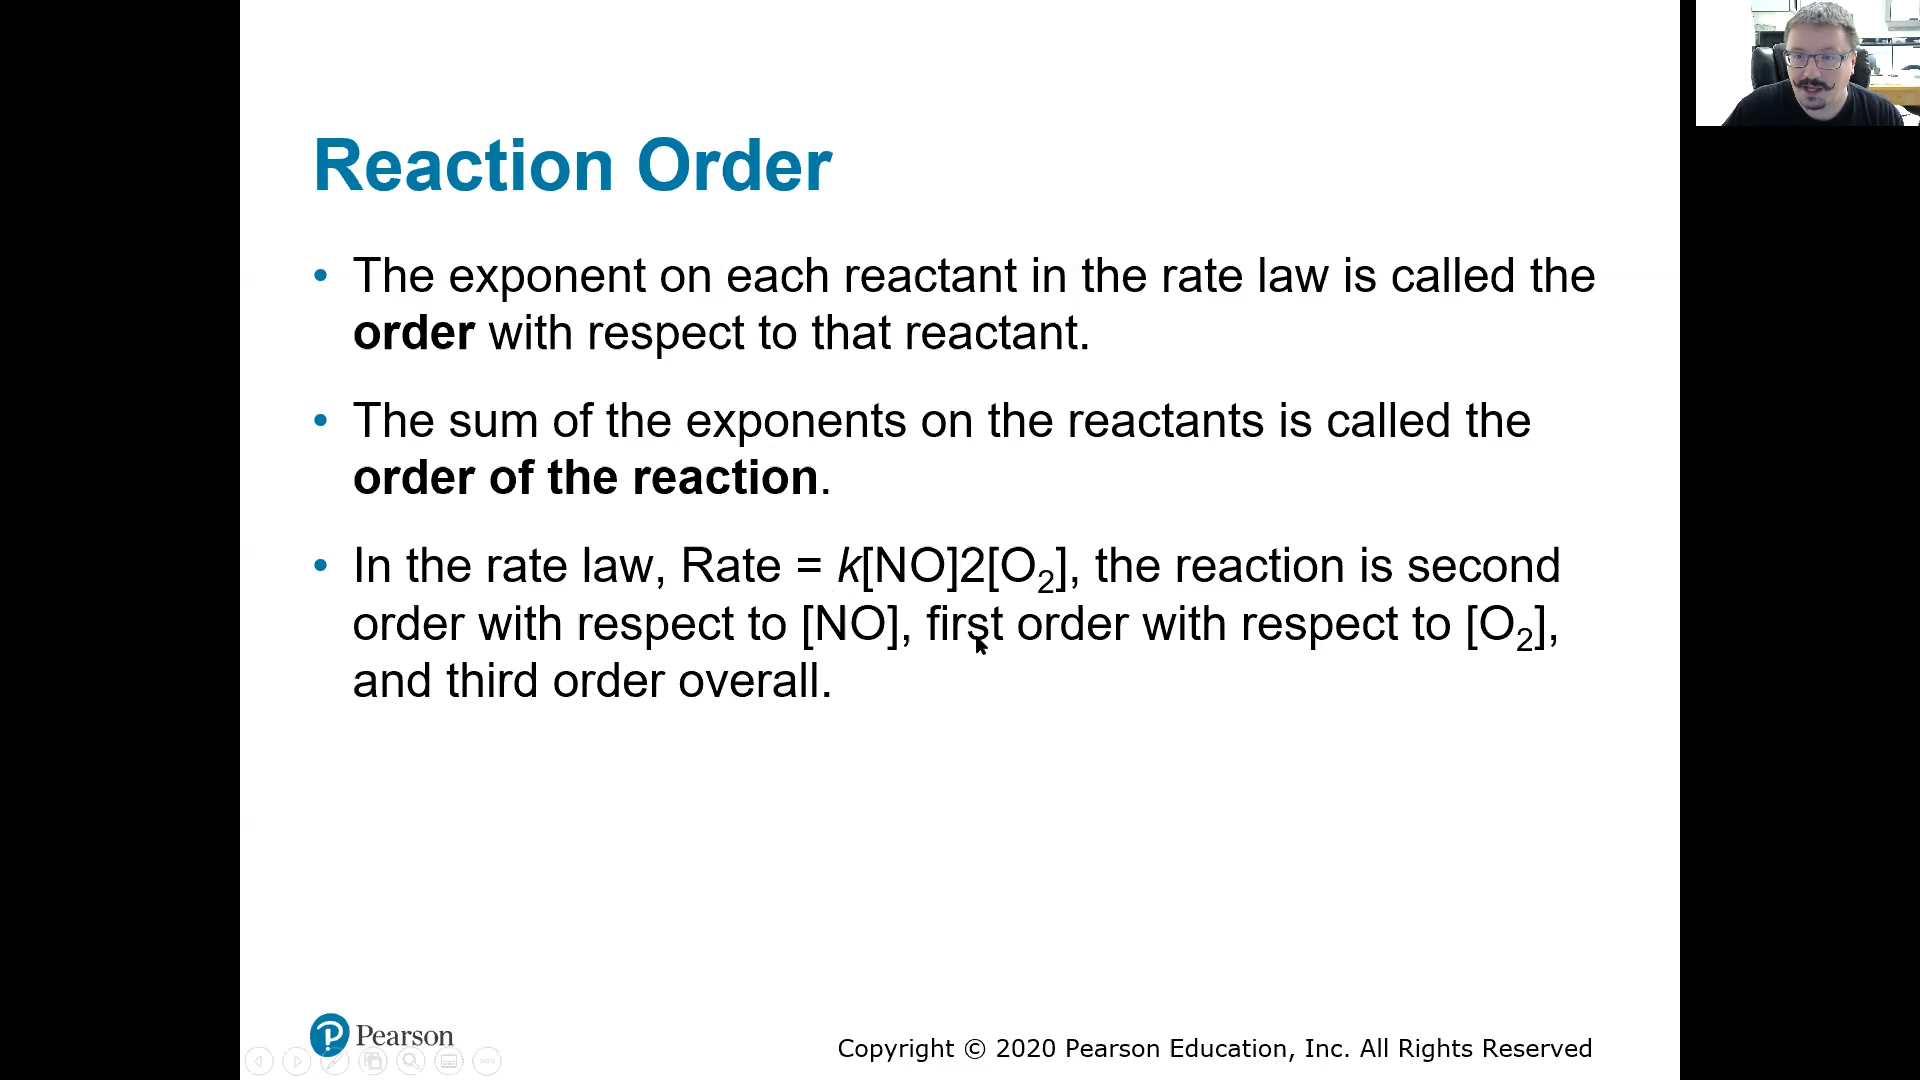 Reaction Order
• The exponent on each reactant in the rate law is called the
order with respect to that reactant.
• The sum of the exponents on the reactants is called the
order of the reaction.
• In the rate law, Rate = k[NO]2[O₂], the reaction is second
order with respect to [NO], first order with respect to [O₂],
and third order overall.
Pearson
Copyright © 2020 Pearson Education, Inc. All Rights Reserved